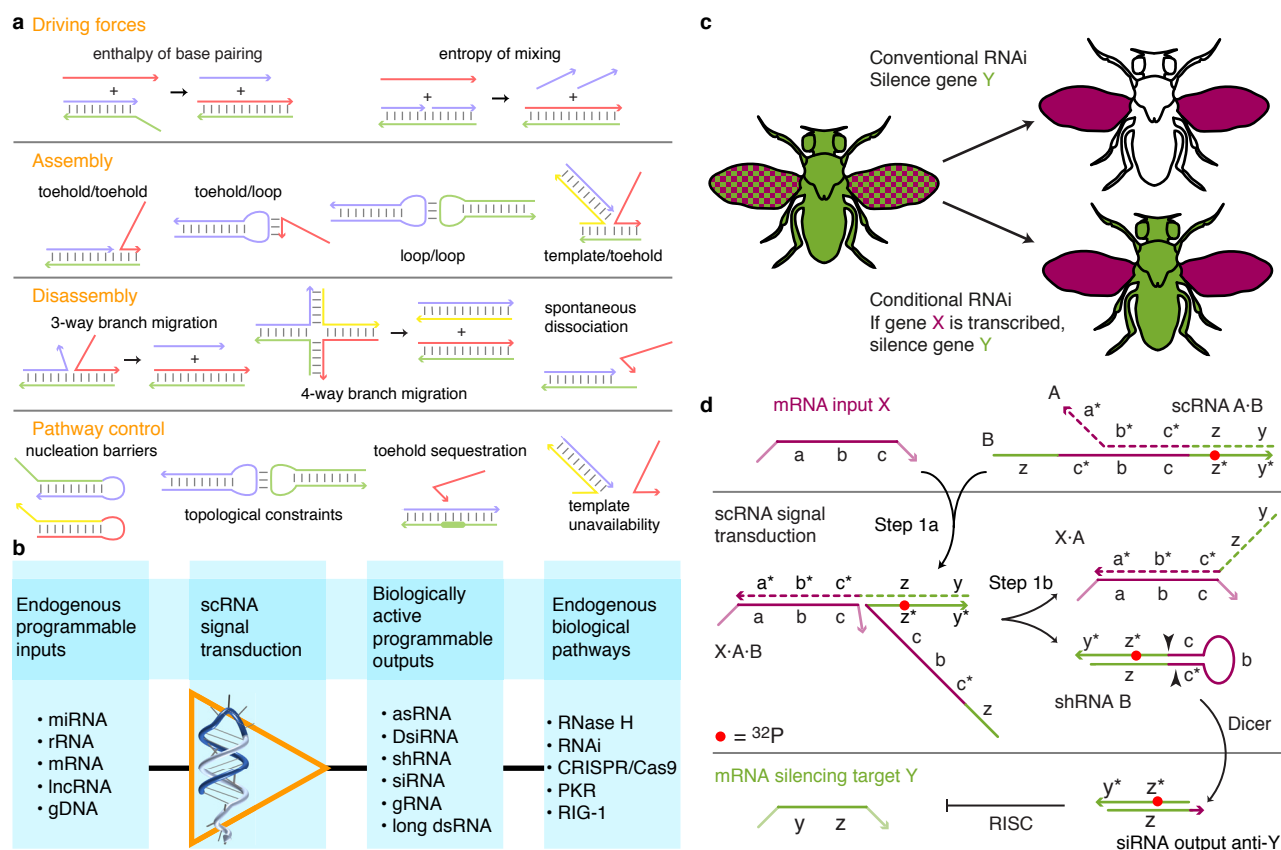 a
Driving forces
enthalpy of base pairing
entropy of mixing
+
+
+
+
Assembly
toehold/toehold
toehold/loop
loop/loop
template/toehold
Disassembly
3-way branch migration
+
4-way branch migration
+
spontaneous
dissociation
Pathway control
nucleation barriers
topological constraints
toehold sequestration
template
unavailability
b
Endogenous
programmable
inputs
• miRNA
• rRNA
• mRNA
• lncRNA
• gDNA
scRNA
signal
transduction
Biologically
active
programmable
outputs
• asRNA
• DsiRNA
• shRNA
• siRNA
• gRNA
• long dsRNA
Endogenous
biological
pathways
• RNase H
• RNAi
• CRISPR/Cas9
• PKR
• RIG-1
c
Conventional RNAi
Silence gene Y
Conditional RNAi
If gene X is transcribed,
silence gene Y
d
mRNA input X
a b c
A
scRNA A·B
a*
b* c* z y
B
z c* b c z* y*
scRNA signal
transduction
Step 1a
a* b* c* z y
a b c z* y*
X·A·B
c
b
c*
z
= ³²P
Step 1b
X·A
y
z
a* b* c*
a b c
y* z* c
b
z c*
shRNA B
Dicer
mRNA silencing target Y
y z
RISC
y* z*
z
siRNA output anti-Y